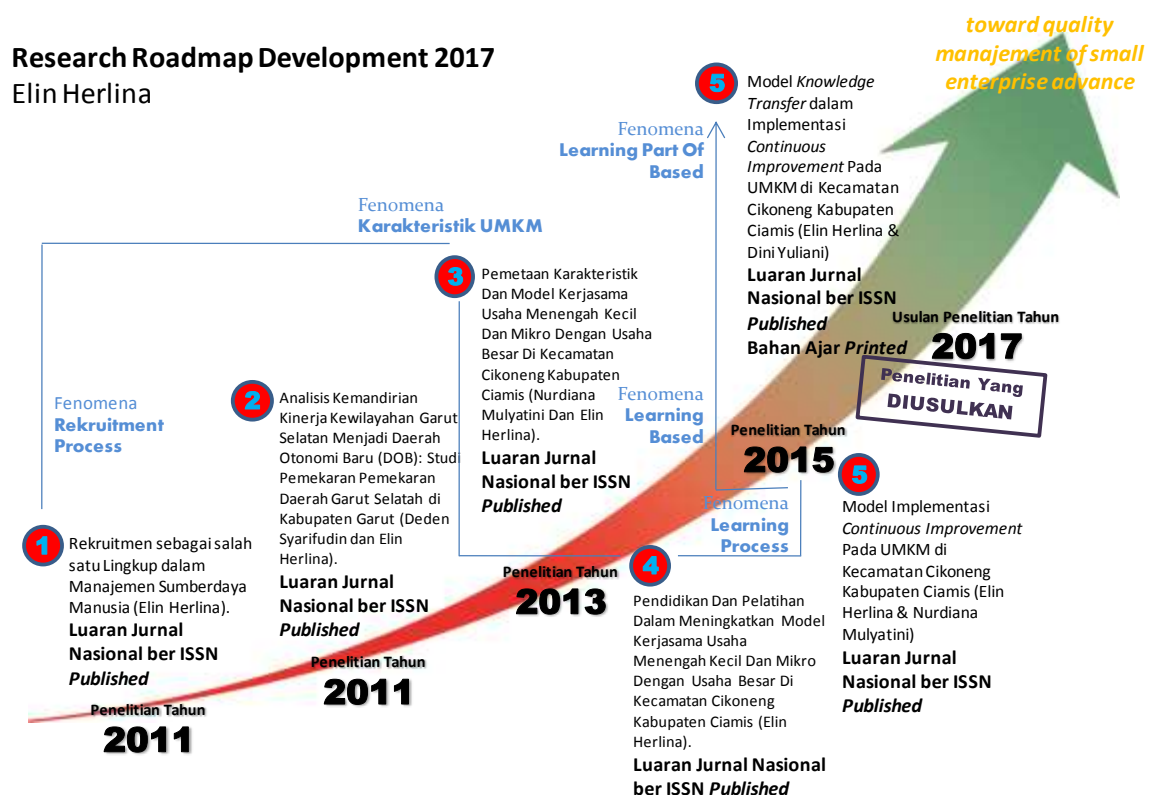 Research Roadmap Development 2017
Elin Herlina
toward quality
manajement of small
enterprise advance
Fenomena
Rekruitment
Process
1
Rekruitmen sebagai salah
satu Lingkup dalam
Manajemen Sumberdaya
Manusia (Elin Herlina).
Luaran Jurnal
Nasional ber ISSN
Published
Penelitian Tahun
2011
2
Analisis Kemandirian
Kinerja Kewilayahan Garut
Selatan Menjadi Daerah
Otonomi Baru (DOB): Studi
Pemekaran Pemekaran
Daerah Garut Selatah di
Kabupaten Garut (Deden
Syarifudin dan Elin
Herlina).
Luaran Jurnal
Nasional ber ISSN
Published
Penelitian Tahun
2011
Fenomena
Karakteristik UMKM
3
Pemetaan Karakteristik
Dan Model Kerjasama
Usaha Menengah Kecil
Dan Mikro Dengan Usaha
Besar Di Kecamatan
Cikoneng Kabupaten
Ciamis (Nurdiana
Mulyatini Dan Elin
Herlina).
Luaran Jurnal
Nasional ber ISSN
Published
Penelitian Tahun
2013
Fenomena
Learning Part Of
Based
Fenomena
Learning
Based
Fenomena
Learning
Process
4
Pendidikan Dan Pelatihan
Dalam Meningkatkan Model
Kerjasama Usaha
Menengah Kecil Dan Mikro
Dengan Usaha Besar Di
Kecamatan Cikoneng
Kabupaten Ciamis (Elin
Herlina).
Luaran Jurnal Nasional
ber ISSN Published
Penelitian Tahun
2015
5
Model Implementasi
Continuous Improvement
Pada UMKM di
Kecamatan Cikoneng
Kabupaten Ciamis (Elin
Herlina & Nurdiana
Mulyatini)
Luaran Jurnal
Nasional ber ISSN
Published
5
Model Knowledge
Transfer dalam
Implementasi
Continuous
Improvement Pada
UMKM di Kecamatan
Cikoneng Kabupaten
Ciamis (Elin Herlina &
Dini Yuliani)
Luaran Jurnal
Nasional ber ISSN
Published
Bahan Ajar Printed
Usulan Penelitian Tahun
2017
Penelitian Yang
DIUSULKAN